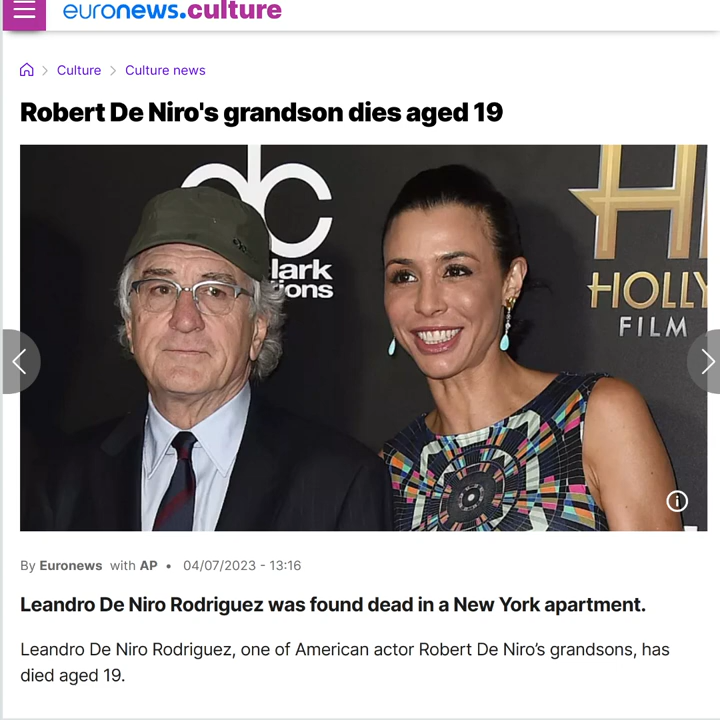 euronews.culture
Culture
Culture news
Robert De Niro's grandson dies aged 19
dc
lark
ions
HOLLY
FILM
By Euronews with AP • 04/07/2023 - 13:16
Leandro De Niro Rodriguez was found dead in a New York apartment.
Leandro De Niro Rodriguez, one of American actor Robert De Niro’s grandsons, has
died aged 19.